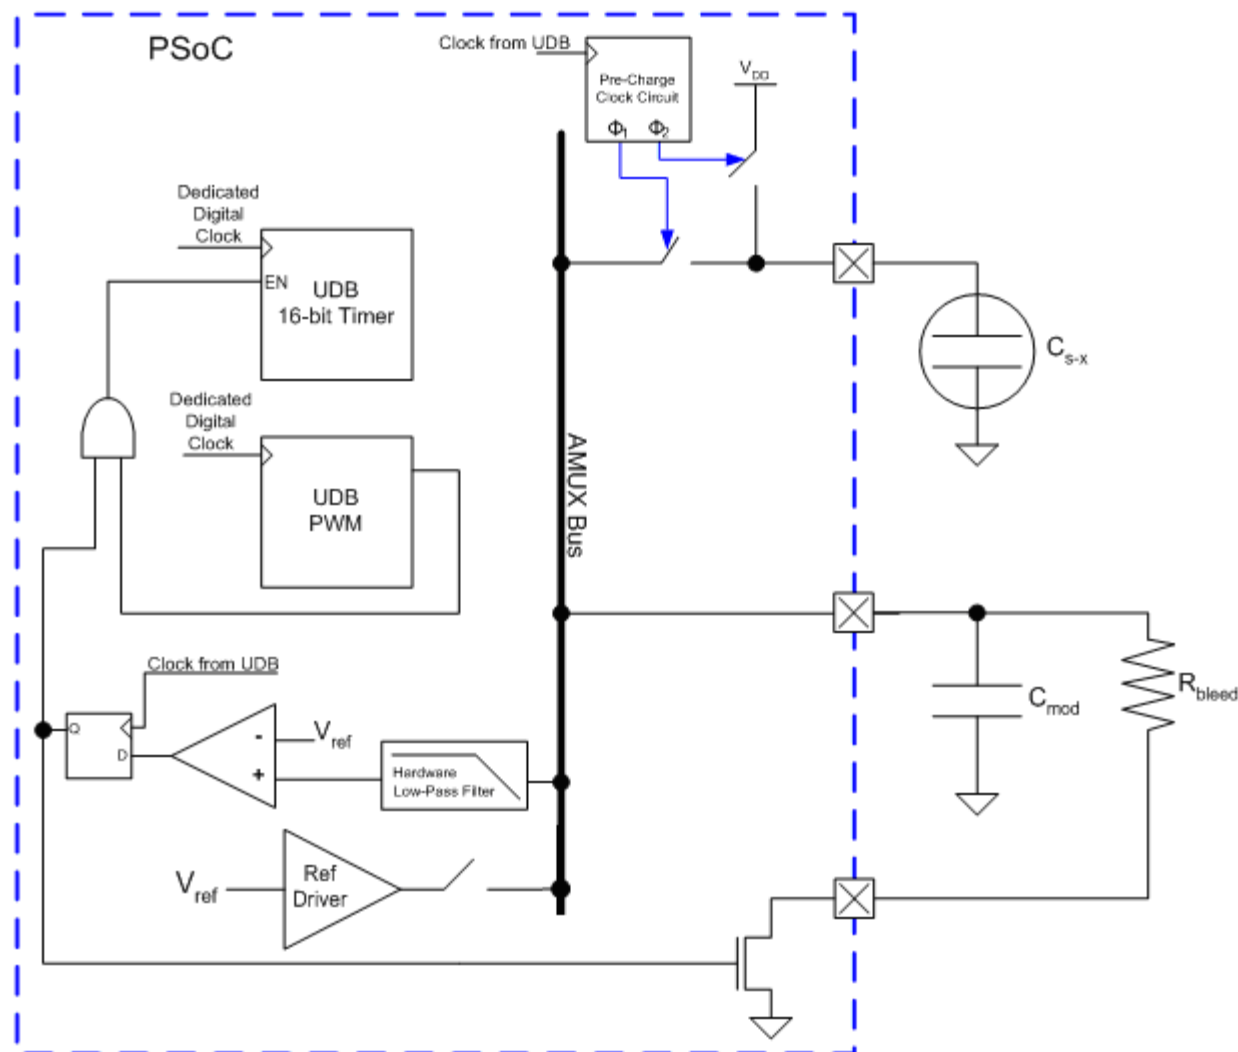 PSoC
Clock from UDB
Pre-Charge
Clock Circuit
Φ1 Φ2
VDD
Dedicated
Digital
Clock
EN
UDB
16-bit Timer
Cs-x
Dedicated
Digital
Clock
UDB
PWM
AMUX Bus
Clock from UDB
Q
D
-
+
Vref
Hardware
Low-Pass Filter
Cmod
Rbleed
Vref
Ref
Driver